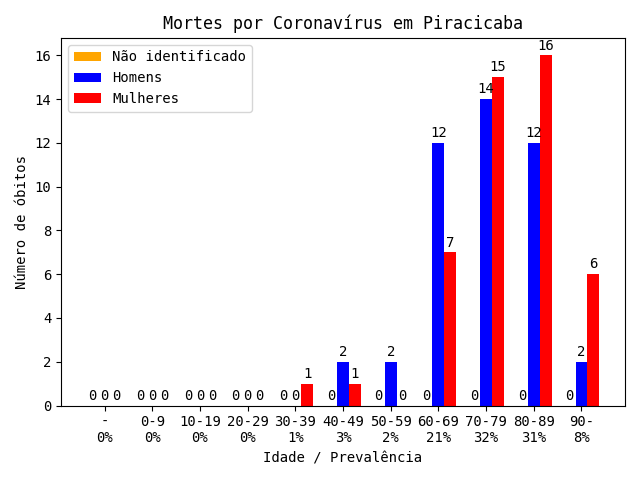 Mortes por Coronavírus em Piracicaba
Não identificado
Homens
Mulheres
Número de óbitos
16
14
12
10
8
6
4
2
0
0 0 0 0 0 0 0 0 0 0 0 0 0 0 1 0 2 1 0 2 0 0 12 7 0 14 15 0 12 16 0 2 6
- 0-9 10-19 20-29 30-39 40-49 50-59 60-69 70-79 80-89 90-
0% 0% 0% 0% 1% 3% 2% 21% 32% 31% 8%
Idade / Prevalência